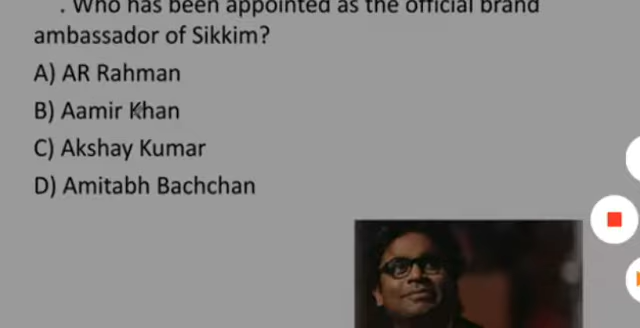 . Who has been appointed as the official brand
ambassador of Sikkim?
A) AR Rahman
B) Aamir Khan
C) Akshay Kumar
D) Amitabh Bachchan